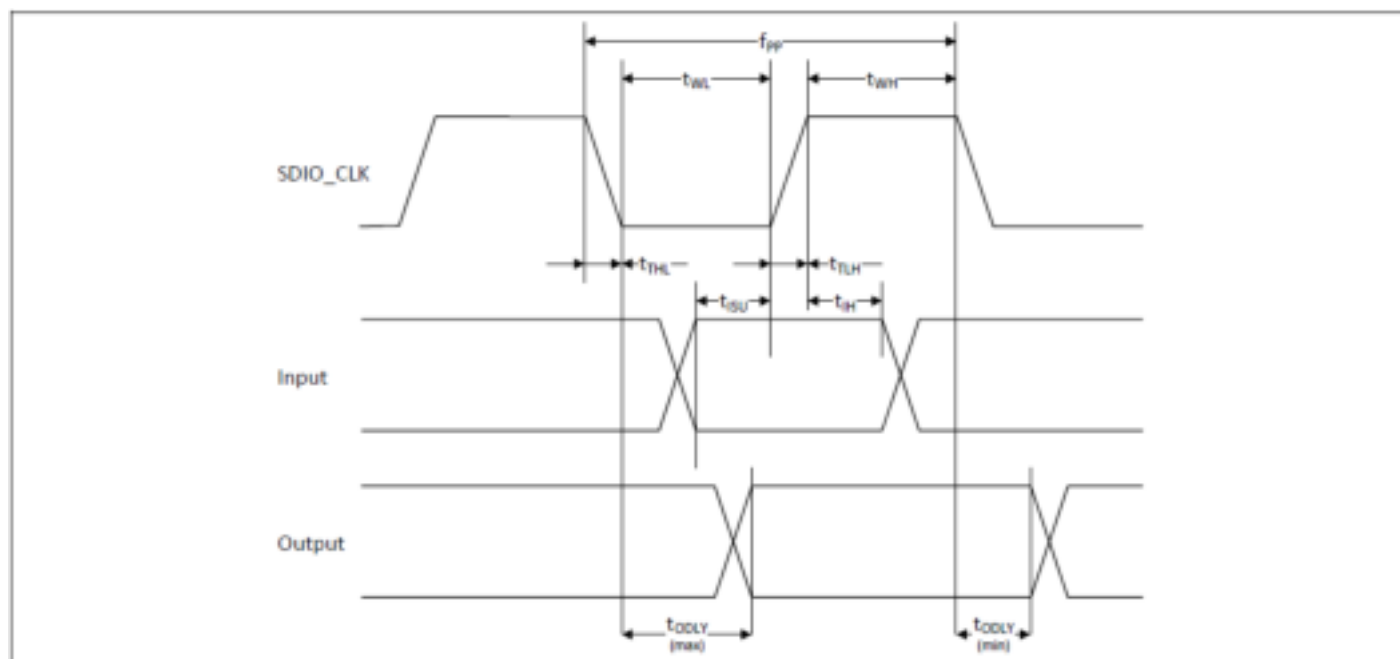 fPP
tWL
tWH
SDIO_CLK
tTHL
tTLH
tISU
tIH
Input
Output
tODLY
(max)
tODLY
(min)